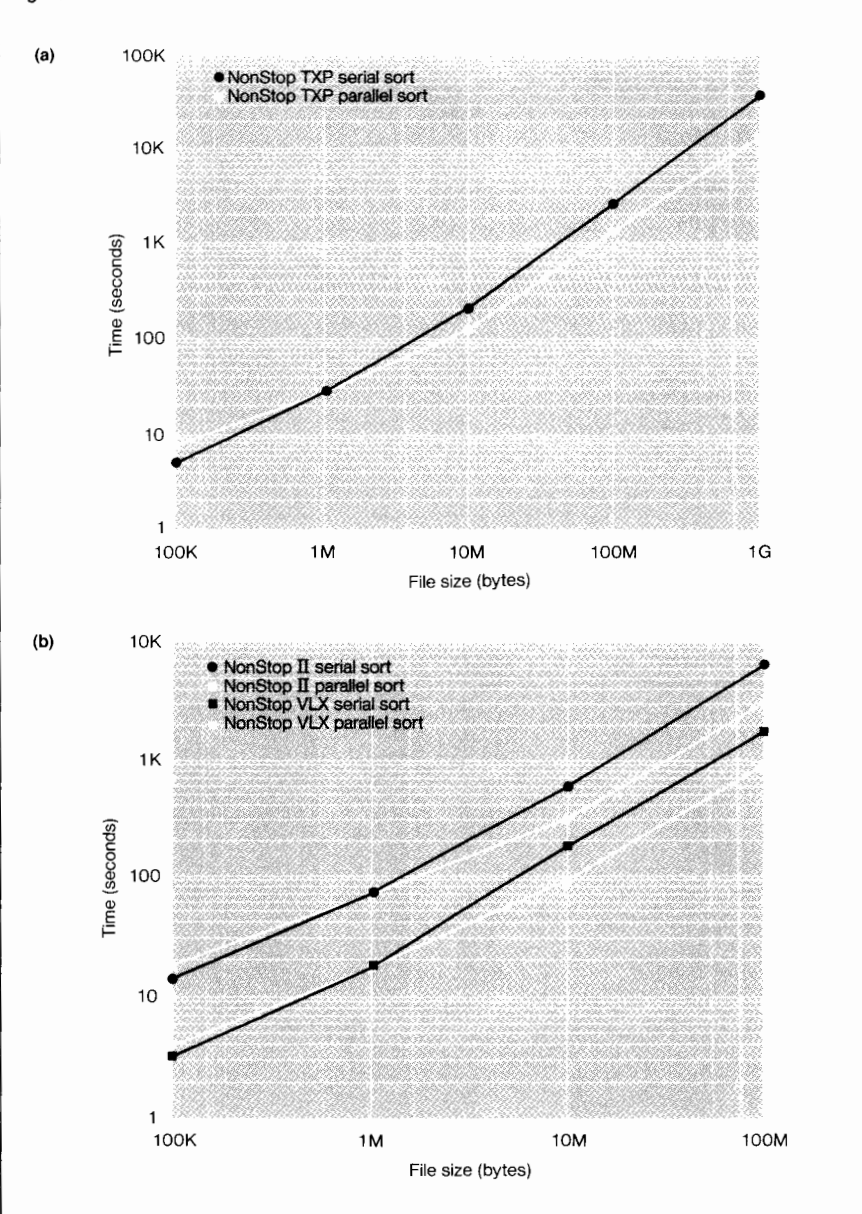 (a)
100K
NonStop TXP serial sort
NonStop TXP parallel sort
10K
1K
100
10
1
Time (seconds)
100K 1M 10M 100M 1G
File size (bytes)
(b)
10K
NonStop II serial sort
NonStop II parallel sort
NonStop VLX serial sort
NonStop VLX parallel sort
1K
100
10
1
Time (seconds)
100K 1M 10M 100M
File size (bytes)